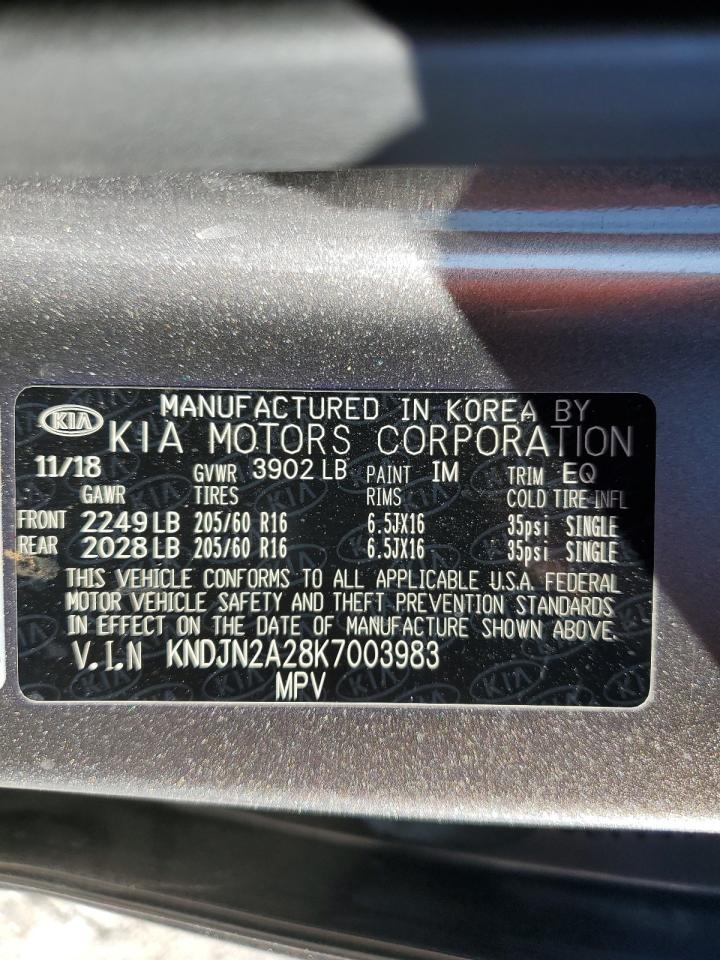 MANUFACTURED IN KOREA BY
KIA KIA MOTORS CORPORATION
11/18 GVWR 3902 LB PAINT IM TRIM EQ
GAWR TIRES RIMS COLD TIRE INFL
FRONT 2249 LB 205/60 R16 6.5JX16 35psi SINGLE
REAR 2028 LB 205/60 R16 6.5JX16 35psi SINGLE
THIS VEHICLE CONFORMS TO ALL APPLICABLE U.S.A. FEDERAL
MOTOR VEHICLE SAFETY AND THEFT PREVENTION STANDARDS
IN EFFECT ON THE DATE OF MANUFACTURE SHOWN ABOVE.
V.I.N KNDJN2A28K7003983
MPV